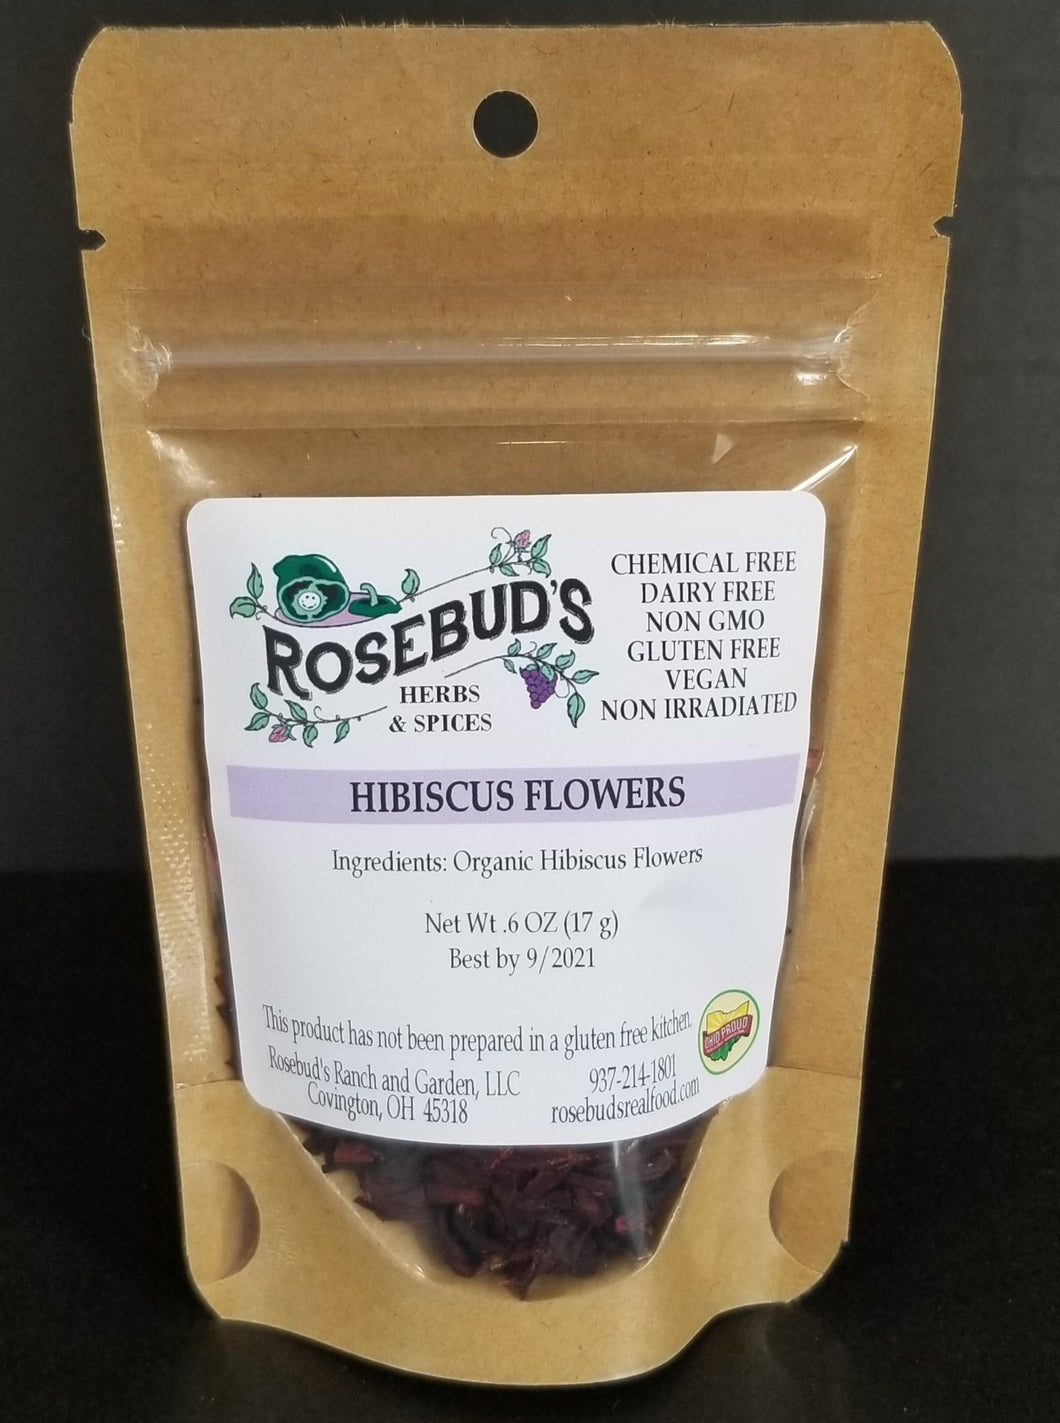 ROSEBUD'S
HERBS
& SPICES
CHEMICAL FREE
DAIRY FREE
NON GMO
GLUTEN FREE
VEGAN
NON IRRADIATED
HIBISCUS FLOWERS
Ingredients: Organic Hibiscus Flowers
Net Wt .6 OZ (17 g)
Best by 9/2021
This product has not been prepared in a gluten free kitchen.
OHIO PROUD
Rosebud's Ranch and Garden, LLC
Covington, OH 45318
937-214-1801
rosebudsrealfood.com